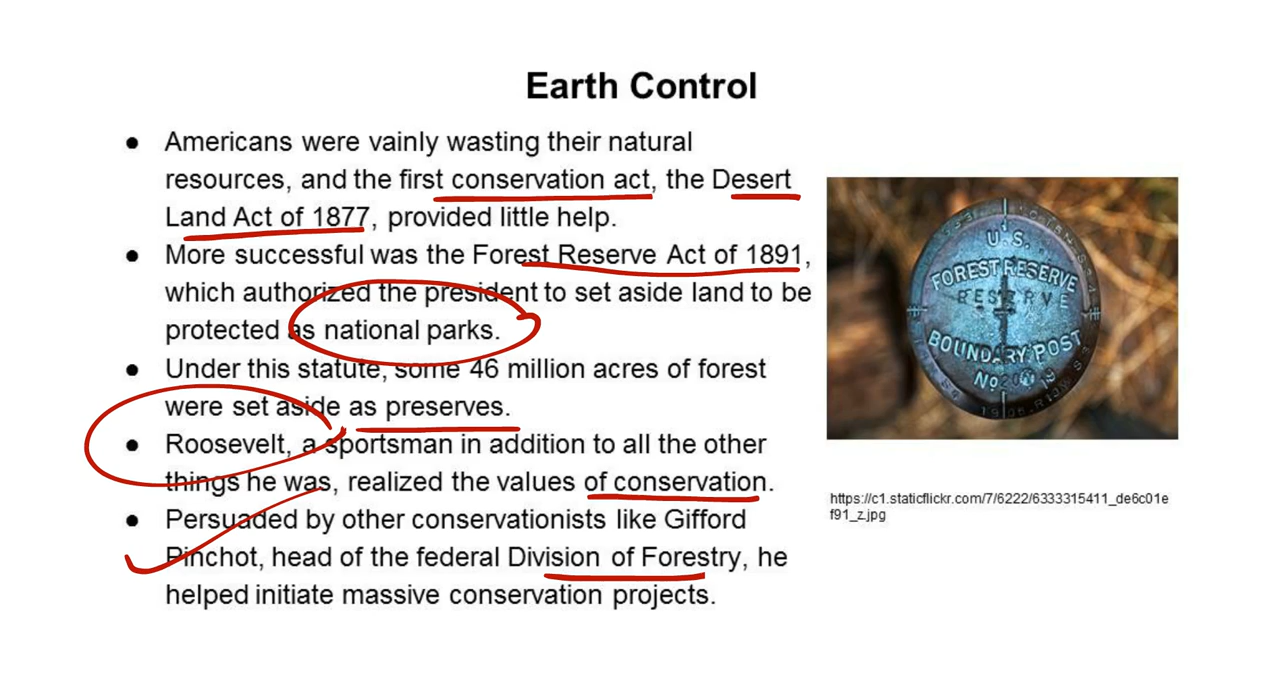 Earth Control
● Americans were vainly wasting their natural
resources, and the first conservation act, the Desert
Land Act of 1877, provided little help.
● More successful was the Forest Reserve Act of 1891,
which authorized the president to set aside land to be
protected as national parks.
● Under this statute, some 46 million acres of forest
were set aside as preserves.
● Roosevelt, a sportsman in addition to all the other
things he was, realized the values of conservation.
● Persuaded by other conservationists like Gifford
Pinchot, head of the federal Division of Forestry, he
helped initiate massive conservation projects.
U.S.
FOREST RESERVE
RESERVE
BOUNDARY POST
No
https://c1.staticflickr.com/7/6222/6333315411_de6c01e
f91_z.jpg